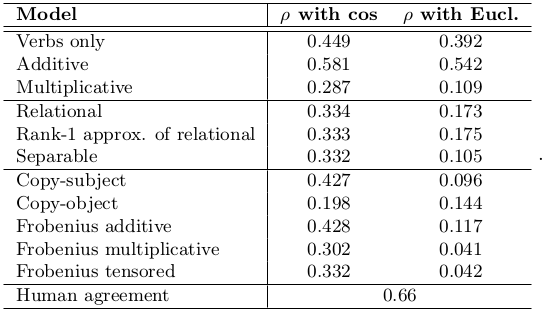 Model ρ with cos ρ with Eucl.
Verbs only 0.449 0.392
Additive 0.581 0.542
Multiplicative 0.287 0.109
Relational 0.334 0.173
Rank-1 approx. of relational 0.333 0.175
Separable 0.332 0.105
.
Copy-subject 0.427 0.096
Copy-object 0.198 0.144
Frobenius additive 0.428 0.117
Frobenius multiplicative 0.302 0.041
Frobenius tensored 0.332 0.042
Human agreement 0.66